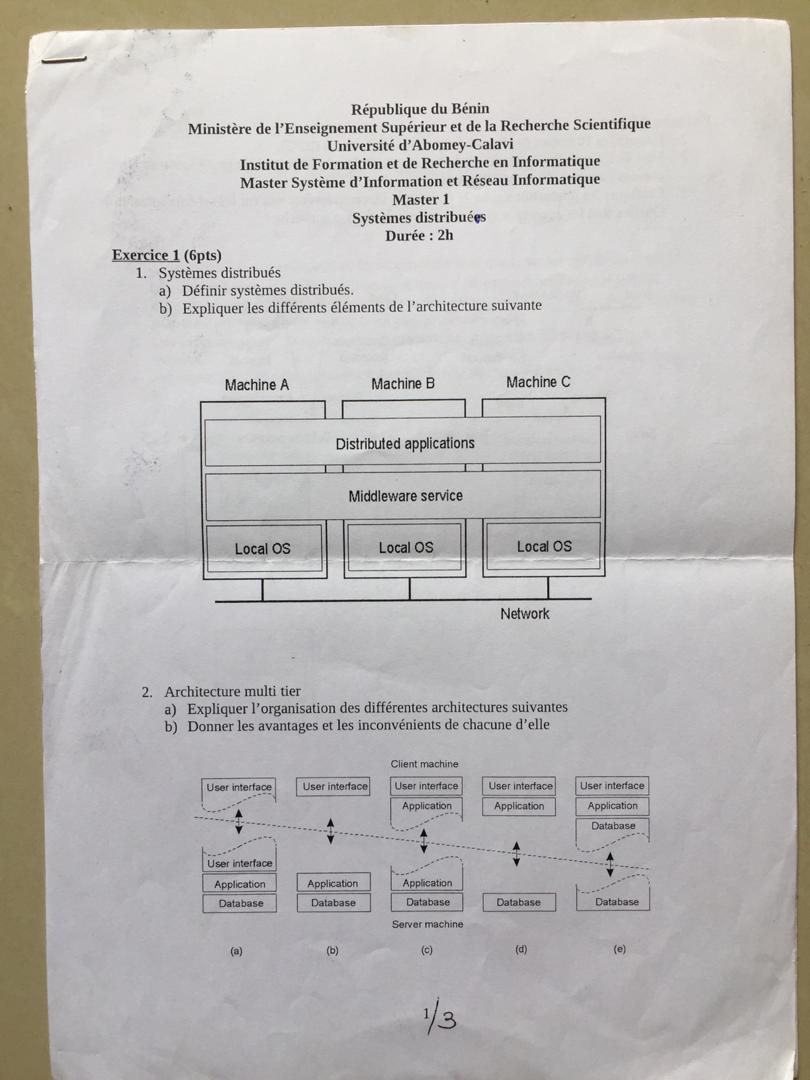 République du Bénin
Ministère de l'Enseignement Supérieur et de la Recherche Scientifique
Université d'Abomey-Calavi
Institut de Formation et de Recherche en Informatique
Master Système d'Information et Réseau Informatique
Master 1
Systèmes distribués
Durée : 2h
Exercice 1 (6pts)
1. Systèmes distribués
a) Définir systèmes distribués.
b) Expliquer les différents éléments de l'architecture suivante
Machine A Machine B Machine C
Distributed applications
Middleware service
Local OS Local OS Local OS
Network
2. Architecture multi tier
a) Expliquer l'organisation des différentes architectures suivantes
b) Donner les avantages et les inconvénients de chacune d'elle
Client machine
User interface User interface User interface User interface User interface
Application Application Application
Database
User interface
Application Application Application
Database Database Database Database Database
Server machine
(a) (b) (c) (d) (e)
1/3